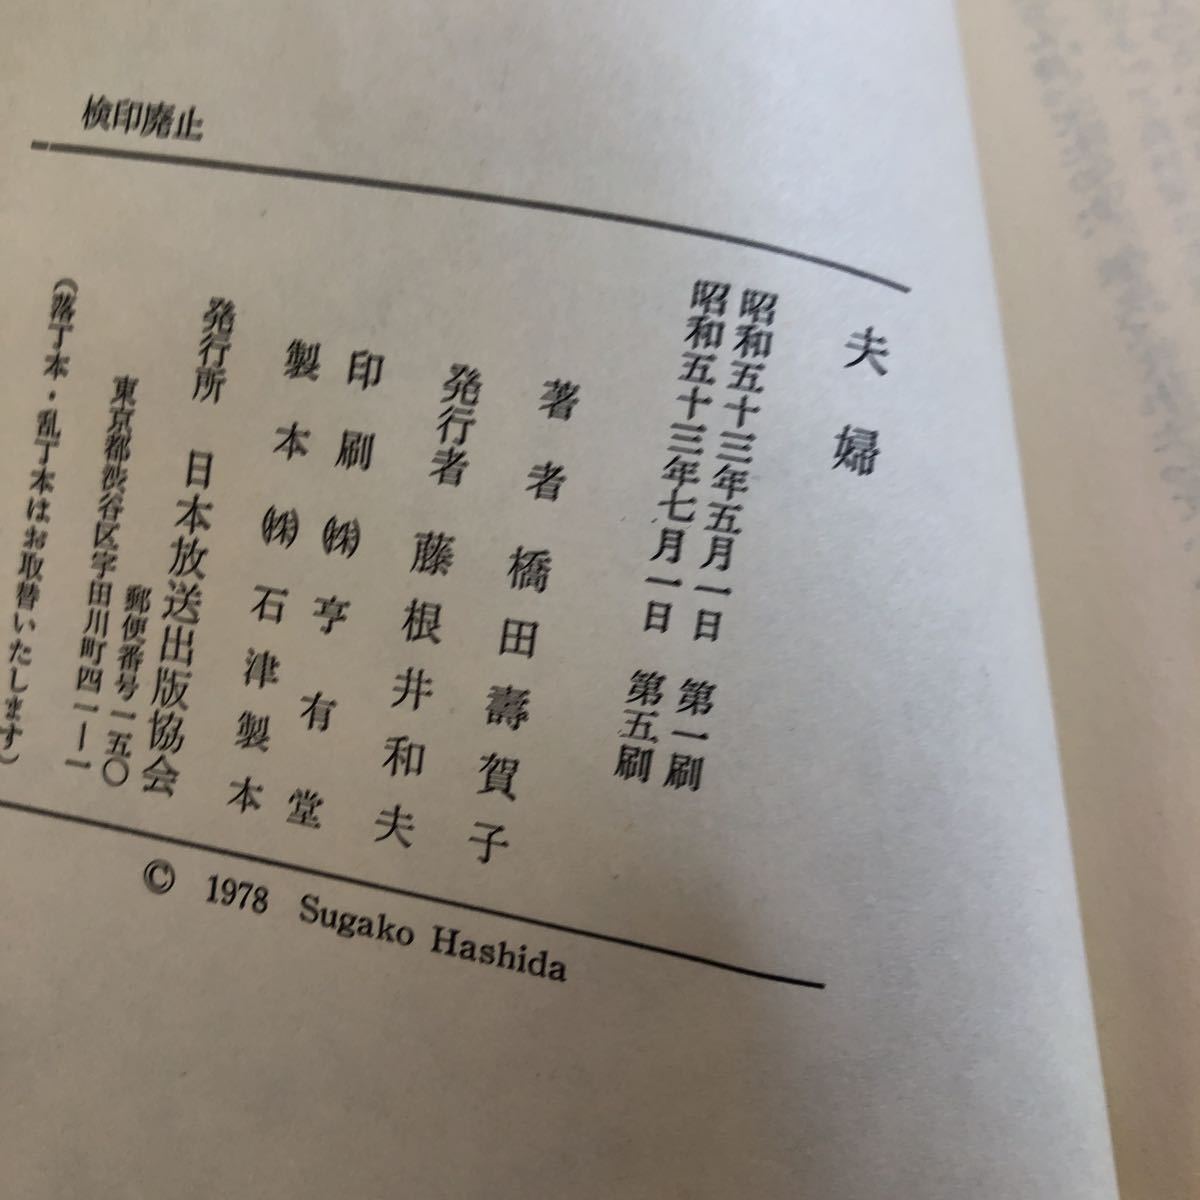 検印廃止
夫婦
昭和五十三年五月一日 第一刷
昭和五十三年七月一日 第五刷
著者 橋田壽賀子
発行者 藤根井和夫
印刷 ㈱亨有堂
製本 ㈱石津製本
発行所 日本放送出版協会
郵便番号一五〇
東京都渋谷区宇田川町四一―一
(落丁本・乱丁本はお取替いたします)
© 1978 Sugako Hashida